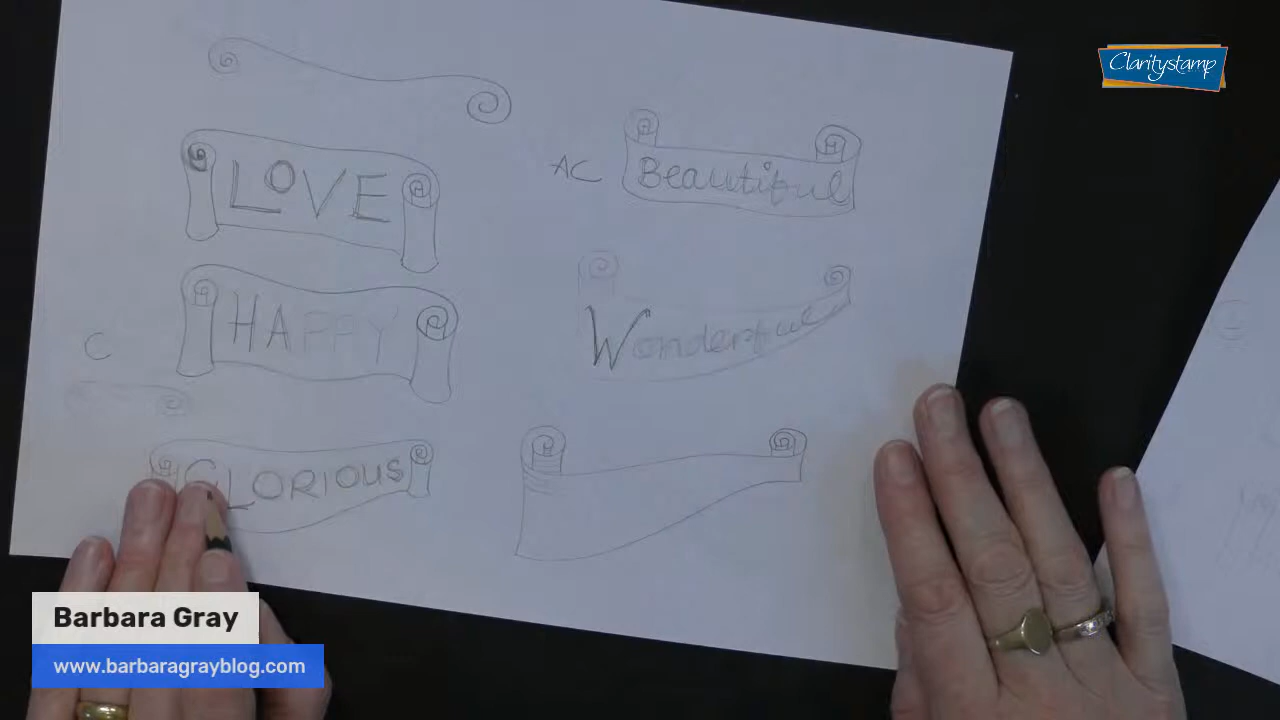 Claritystamp
LOVE
HAPPY
C
GLORIOUS
AC
Beautiful
Wonderful
Barbara Gray
www.barbaragrayblog.com